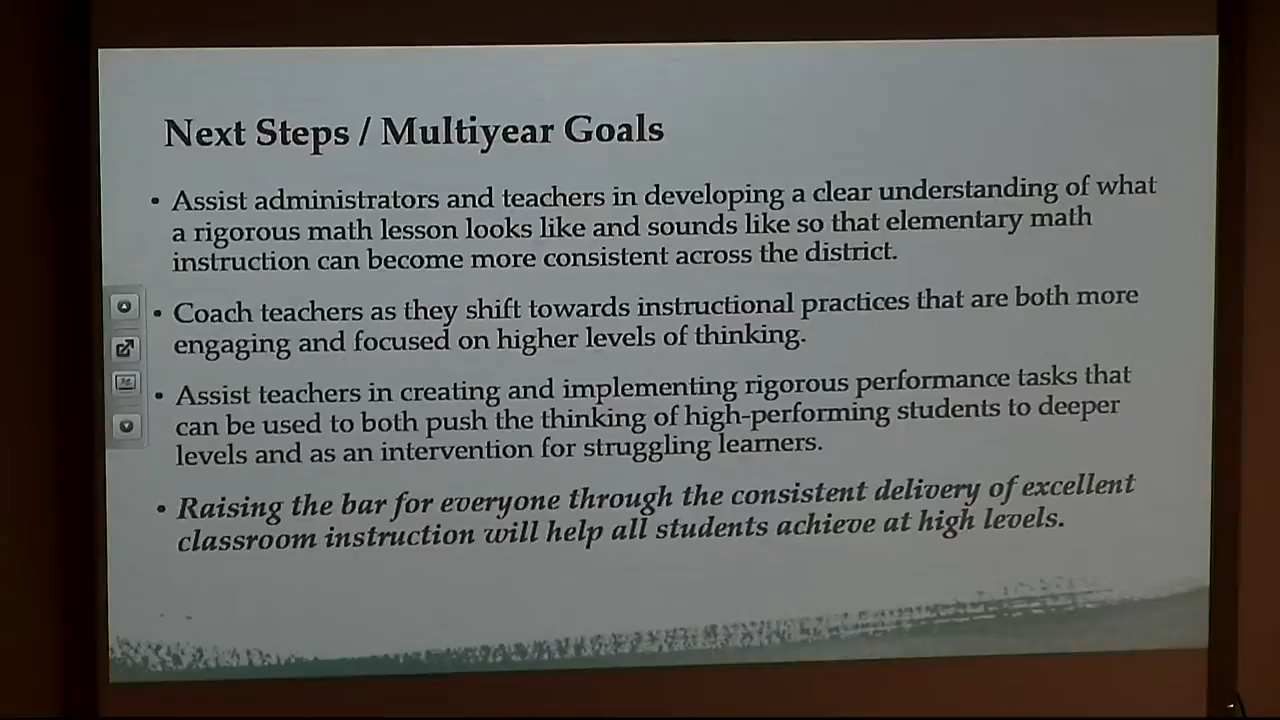 Next Steps / Multiyear Goals
• Assist administrators and teachers in developing a clear understanding of what
a rigorous math lesson looks like and sounds like so that elementary math
instruction can become more consistent across the district.
• Coach teachers as they shift towards instructional practices that are both more
engaging and focused on higher levels of thinking.
• Assist teachers in creating and implementing rigorous performance tasks that
can be used to both push the thinking of high-performing students to deeper
levels and as an intervention for struggling learners.
• Raising the bar for everyone through the consistent delivery of excellent
classroom instruction will help all students achieve at high levels.